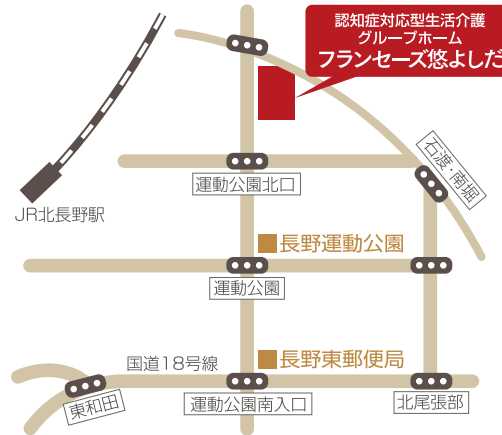 認知症対応型生活介護
グループホーム
フランセーズ悠よしだ
石渡・南堀
運動公園北口
JR北長野駅
長野運動公園
運動公園
長野東郵便局
国道18号線
東和田
運動公園南入口
北尾張部